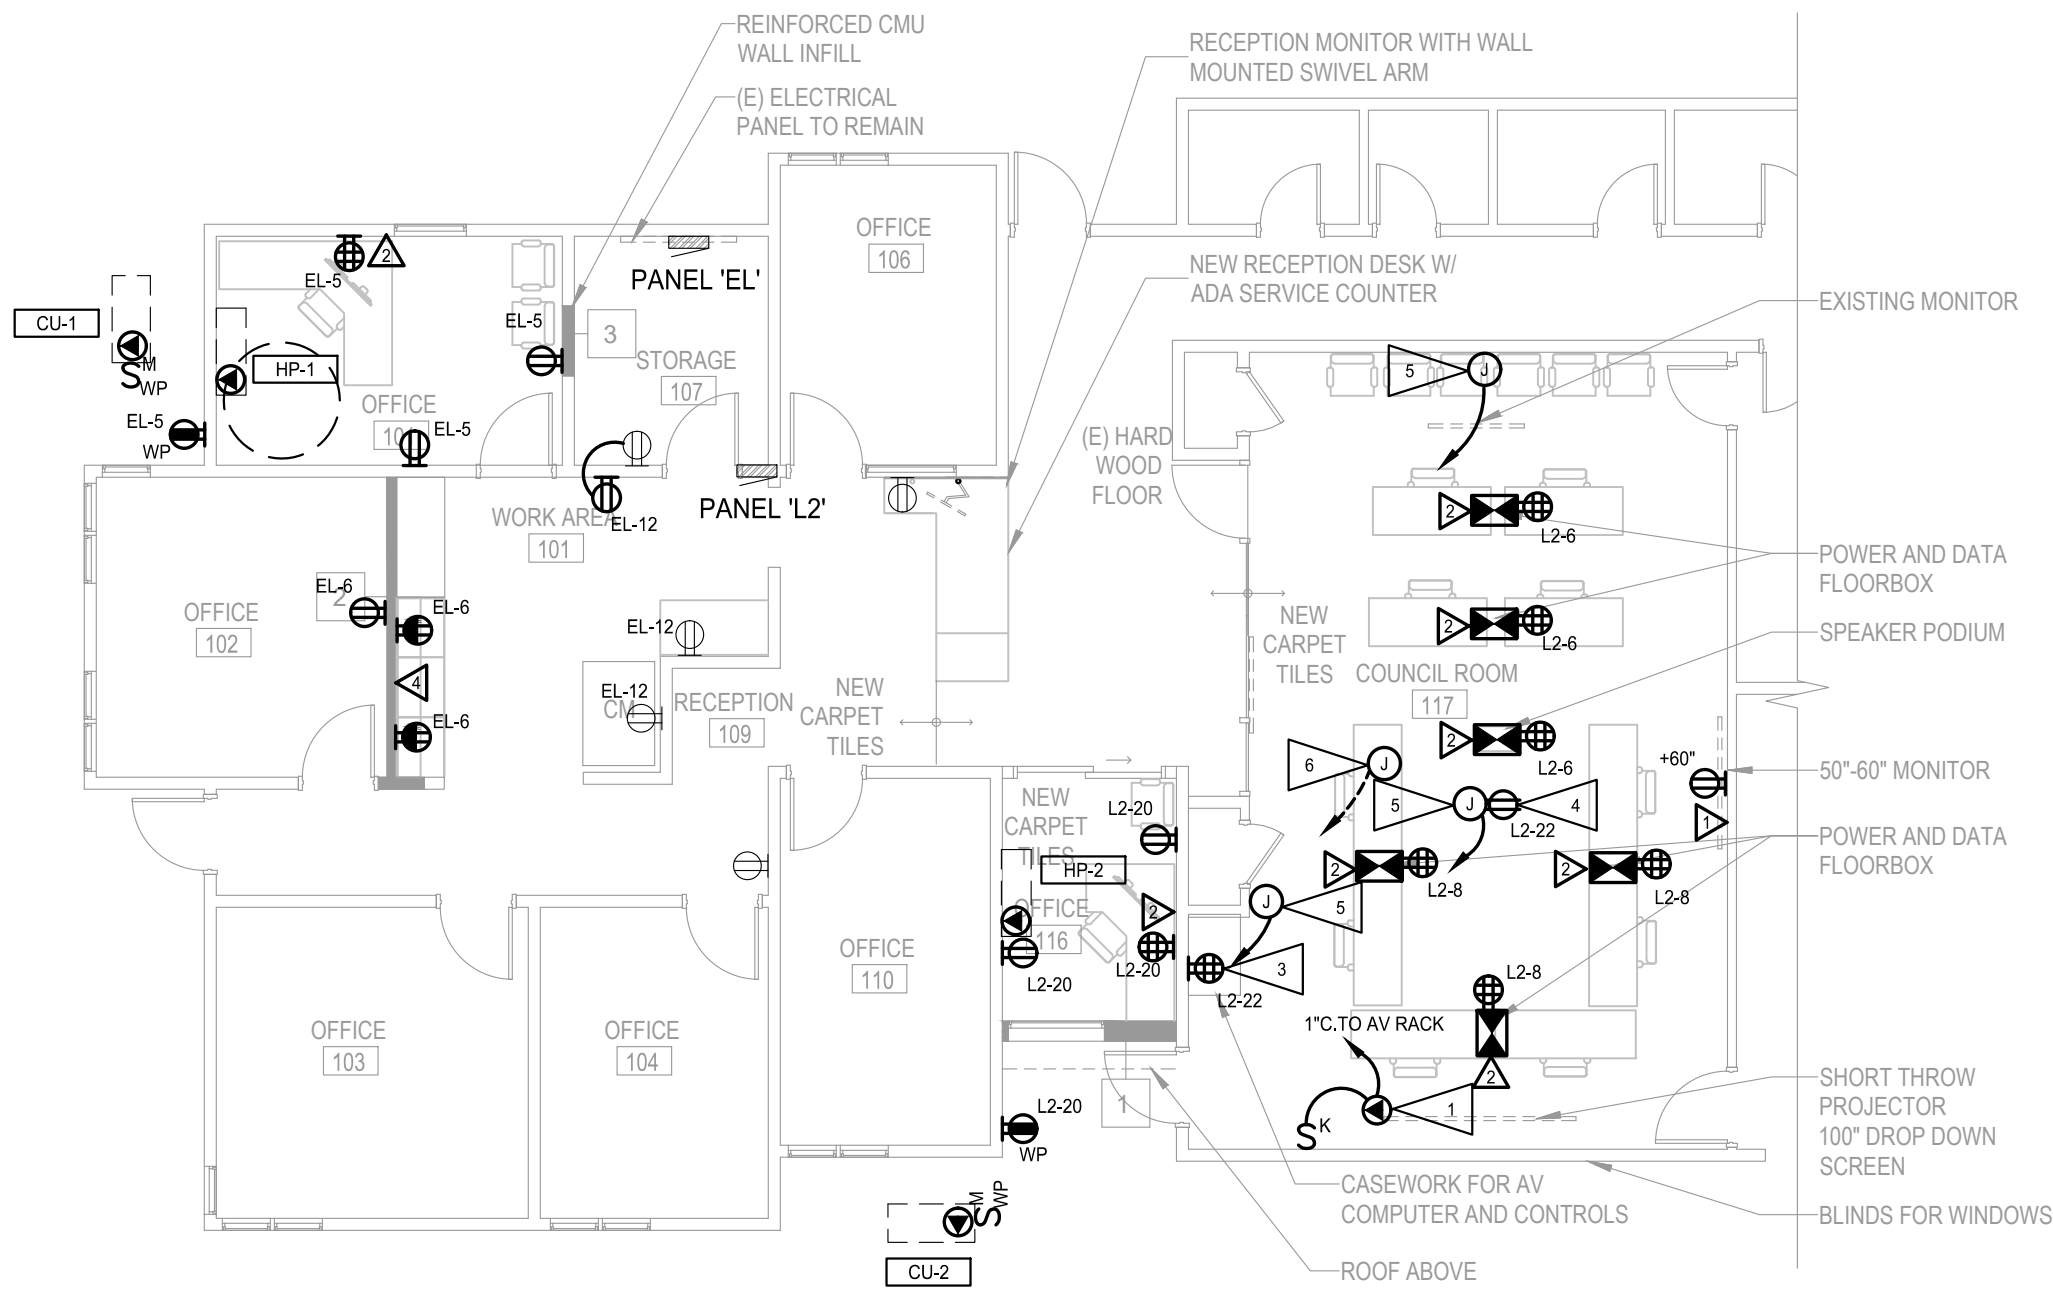 REINFORCED CMU
WALL INFILL
(E) ELECTRICAL
PANEL TO REMAIN
RECEPTION MONITOR WITH WALL
MOUNTED SWIVEL ARM
NEW RECEPTION DESK W/
ADA SERVICE COUNTER
EXISTING MONITOR
OFFICE
106
PANEL 'EL'
2
EL-5
CU-1
M
S
WP
HP-1
EL-5
3
STORAGE
107
OFFICE
EL-5
EL-5
WP
5
J
(E) HARD
WOOD
FLOOR
PANEL 'L2'
WORK AREA
101
EL-12
2
L2-6
POWER AND DATA
FLOORBOX
EL-6
2
EL-6
OFFICE
102
EL-12
NEW
CARPET
TILES
2
L2-6
SPEAKER PODIUM
COUNCIL ROOM
117
4
EL-6
EL-12
CM
RECEPTION
109
NEW
CARPET
TILES
2
L2-6
+60"
50"-60" MONITOR
6
J
5
J
4
L2-22
1
POWER AND DATA
FLOORBOX
NEW
CARPET
TILES
L2-20
HP-2
2
L2-8
2
L2-8
OFFICE
116
2
L2-20
L2-20
J
5
3
L2-22
OFFICE
110
L2-8
1"C.TO AV RACK
2
OFFICE
103
OFFICE
104
1
L2-20
WP
1
S
K
SHORT THROW
PROJECTOR
100" DROP DOWN
SCREEN
CASEWORK FOR AV
COMPUTER AND CONTROLS
BLINDS FOR WINDOWS
M
S
WP
CU-2
ROOF ABOVE